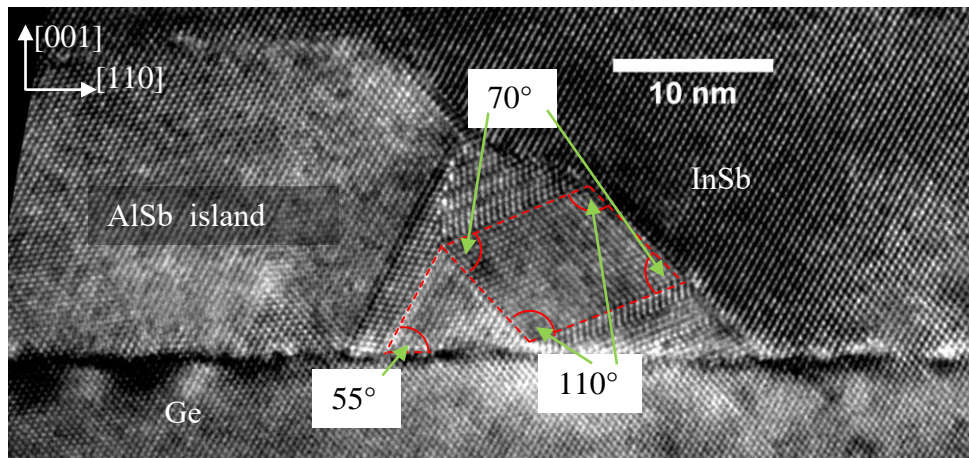 [001]
[110]
70°
10 nm
InSb
AlSb island
110°
55°
Ge